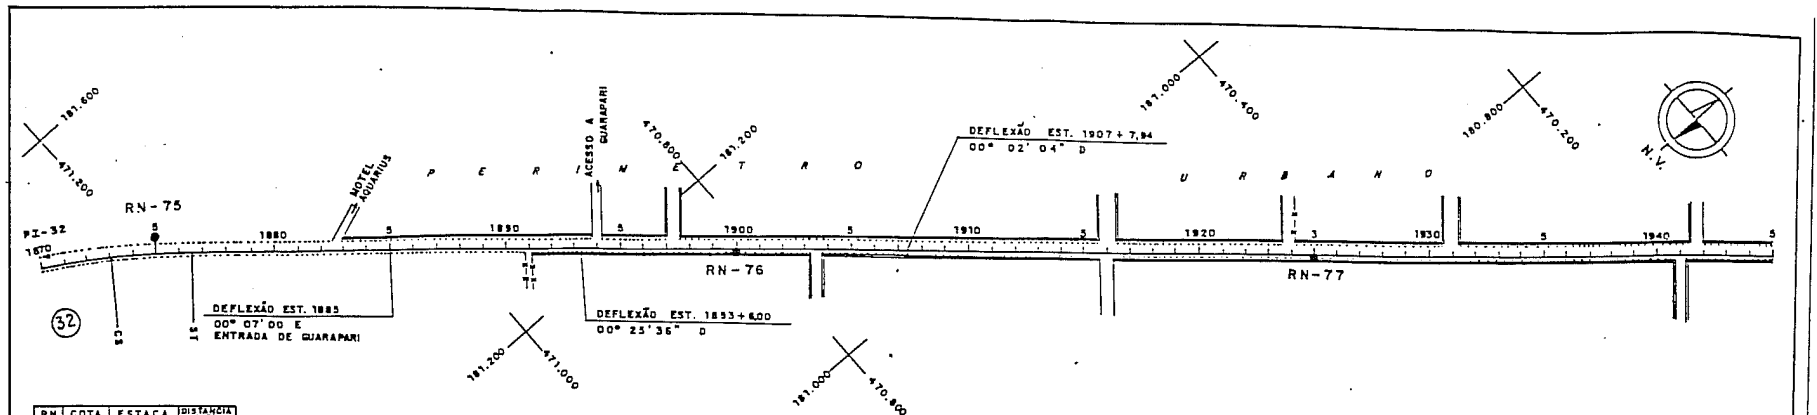 181.600
471.200
PI-32
1870
RN-75
5
1880
MOTEL
AQUARIUS
5
1890
ACESSO A
GUARAPARI
5
470.800
181.200
PERIMETRO URBANO
1900
RN-76
DEFLEXÃO EST. 1907+7,94
00° 02' 04" D
1910
5
181.000
470.400
1920
3
RN-77
1930
5
180.800
470.200
1940
5
N.V.
32
CS
ST
DEFLEXÃO EST. 1885
00° 07' 00 E
ENTRADA DE GUARAPARI
DEFLEXÃO EST. 1893+6,00
00° 25' 36" D
181.200
471.000
181.000
470.800
RN COTA ESTACA DISTANCIA